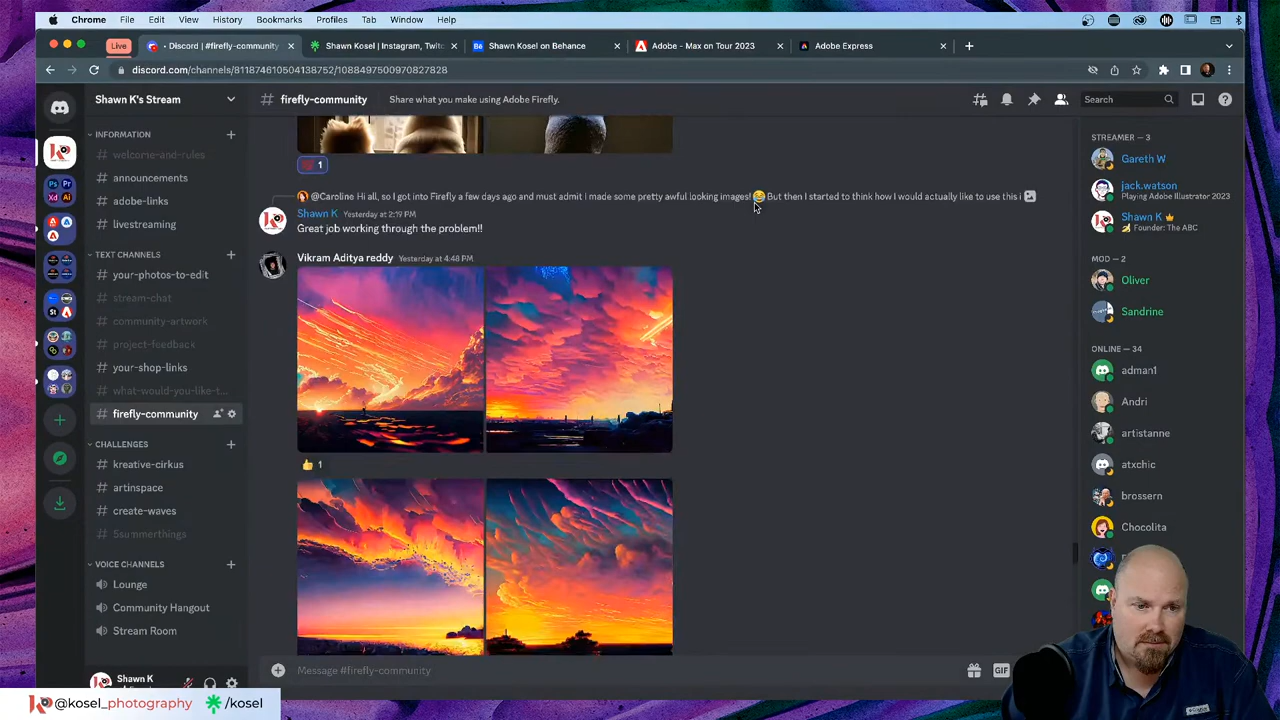 Chrome File Edit View History Bookmarks Profiles Tab Window Help
Live Discord | #firefly-community Shawn Kosel | Instagram, Twitc Shawn Kosel on Behance Adobe - Max on Tour 2023 Adobe Express
discord.com/channels/811874610504138752/1088497500970827828
Shawn K's Stream
# firefly-community Share what you make using Adobe Firefly.
Search
INFORMATION
# welcome-and-rules
# announcements
# adobe-links
# livestreaming
TEXT CHANNELS
# your-photos-to-edit
# stream-chat
# community-artwork
# project-feedback
# your-shop-links
# what-would-you-like-t...
# firefly-community
CHALLENGES
# kreative-cirkus
# artinspace
# create-waves
# 5summerthings
VOICE CHANNELS
Lounge
Community Hangout
Stream Room
Shawn K
1
@Caroline Hi all, so I got into Firefly a few days ago and must admit I made some pretty awful looking images! 😂 But then I started to think how I would actually like to use this i
Shawn K Yesterday at 2:19 PM
Great job working through the problem!!
Vikram Aditya reddy Yesterday at 4:48 PM
👍 1
Message #firefly-community
GIF
STREAMER — 3
Gareth W
jack.watson
Playing Adobe Illustrator 2023
Shawn K
Founder: The ABC
MOD — 2
Oliver
Sandrine
ONLINE — 34
adman1
Andri
artistanne
atxchic
brossern
Chocolita
@kosel_photography /kosel